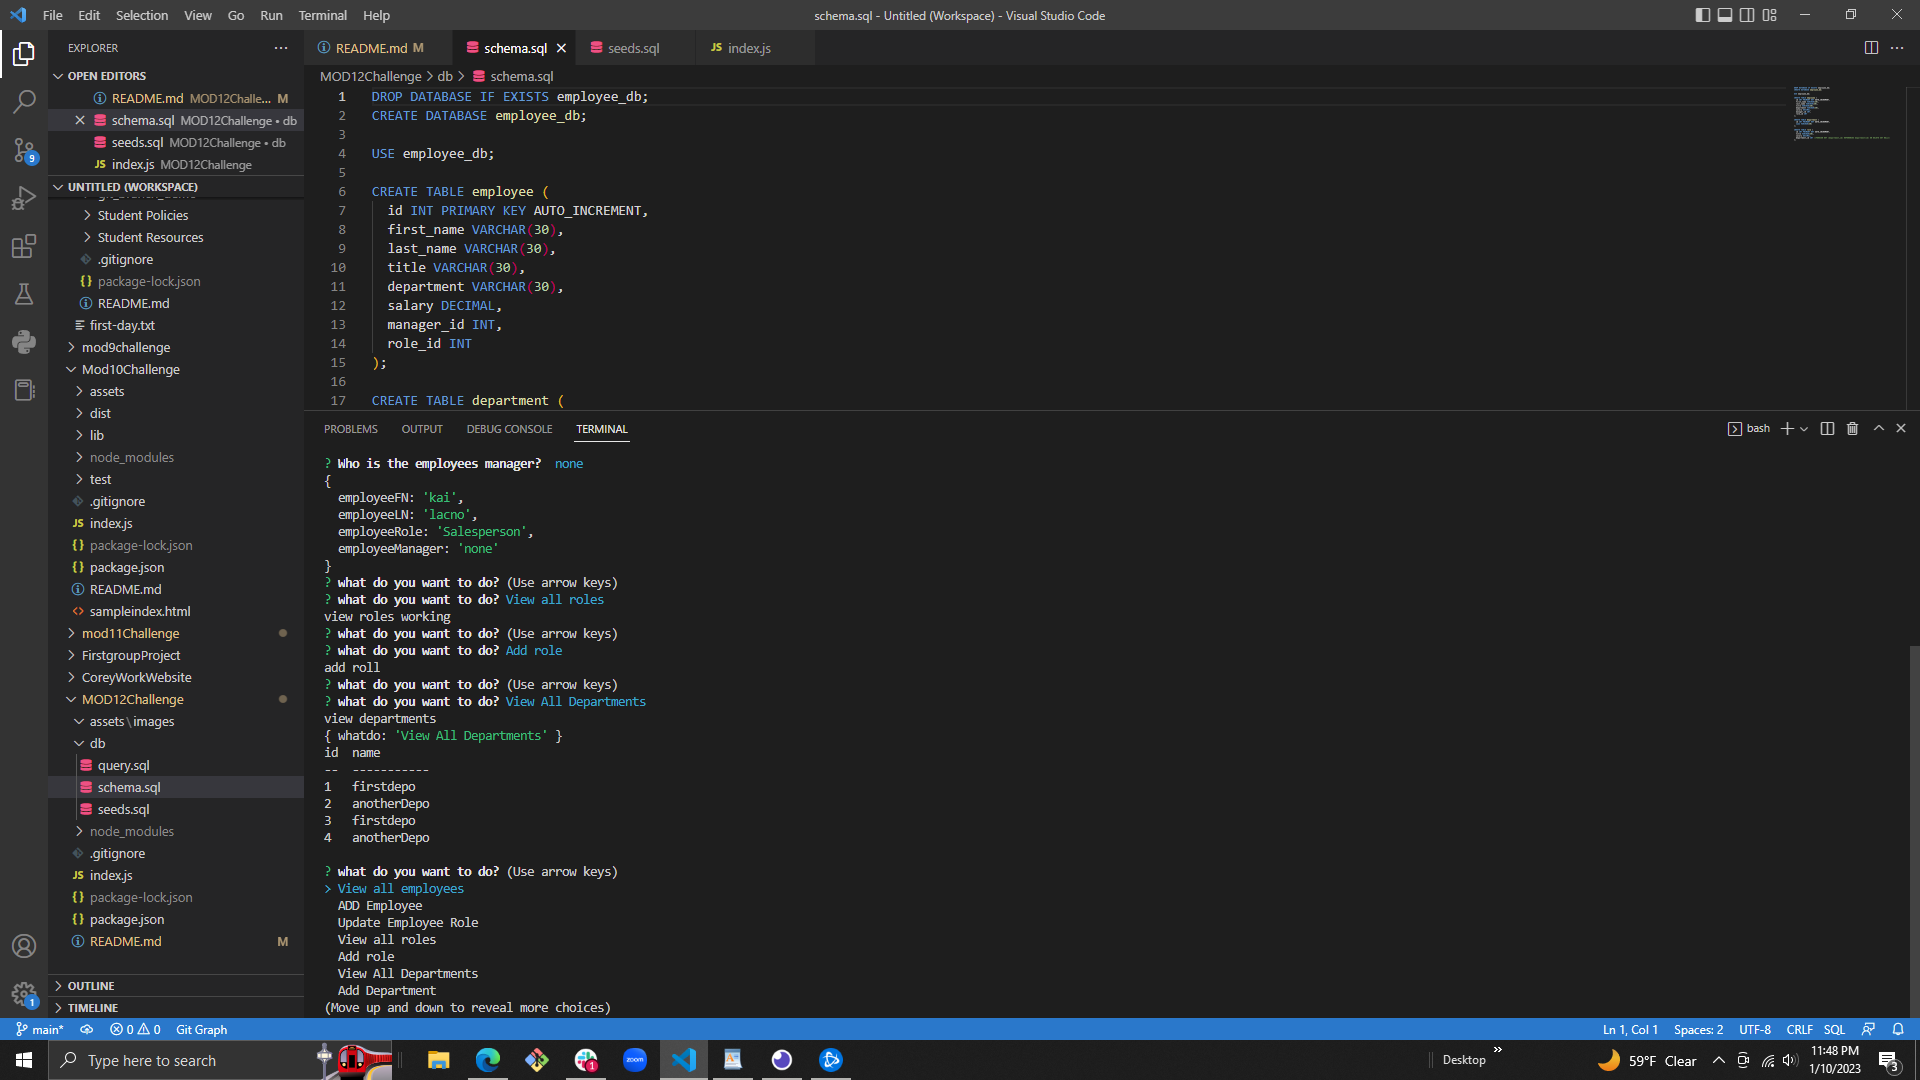 File Edit Selection View Go Run Terminal Help
schema.sql - Untitled (Workspace) - Visual Studio Code
EXPLORER
OPEN EDITORS
README.md MOD12Challe... M
schema.sql MOD12Challenge • db
seeds.sql MOD12Challenge • db
JS index.js MOD12Challenge
UNTITLED (WORKSPACE)
Student Policies
Student Resources
.gitignore
{} package-lock.json
README.md
first-day.txt
mod9challenge
Mod10Challenge
assets
dist
lib
node_modules
test
.gitignore
JS index.js
{} package-lock.json
{} package.json
README.md
<> sampleindex.html
mod11Challenge
FirstgroupProject
CoreyWorkWebsite
MOD12Challenge
assets\images
db
query.sql
schema.sql
seeds.sql
node_modules
.gitignore
JS index.js
{} package-lock.json
{} package.json
README.md M
OUTLINE
TIMELINE
9
1
README.md M schema.sql seeds.sql JS index.js
MOD12Challenge > db > schema.sql
1 DROP DATABASE IF EXISTS employee_db;
2 CREATE DATABASE employee_db;
3
4 USE employee_db;
5
6 CREATE TABLE employee (
7 id INT PRIMARY KEY AUTO_INCREMENT,
8 first_name VARCHAR(30),
9 last_name VARCHAR(30),
10 title VARCHAR(30),
11 department VARCHAR(30),
12 salary DECIMAL,
13 manager_id INT,
14 role_id INT
15 );
16
17 CREATE TABLE department (
PROBLEMS OUTPUT DEBUG CONSOLE TERMINAL
bash
? Who is the employees manager? none
{
employeeFN: 'kai',
employeeLN: 'lacno',
employeeRole: 'Salesperson',
employeeManager: 'none'
}
? what do you want to do? (Use arrow keys)
? what do you want to do? View all roles
view roles working
? what do you want to do? (Use arrow keys)
? what do you want to do? Add role
add roll
? what do you want to do? (Use arrow keys)
? what do you want to do? View All Departments
view departments
{ whatdo: 'View All Departments' }
id name
-- -----------
1 firstdepo
2 anotherDepo
3 firstdepo
4 anotherDepo
? what do you want to do? (Use arrow keys)
> View all employees
ADD Employee
Update Employee Role
View all roles
Add role
View All Departments
Add Department
(Move up and down to reveal more choices)
main* 0 0 Git Graph
Ln 1, Col 1 Spaces: 2 UTF-8 CRLF SQL
Type here to search
1
zoom
Desktop »
59°F Clear
11:48 PM
1/10/2023
3